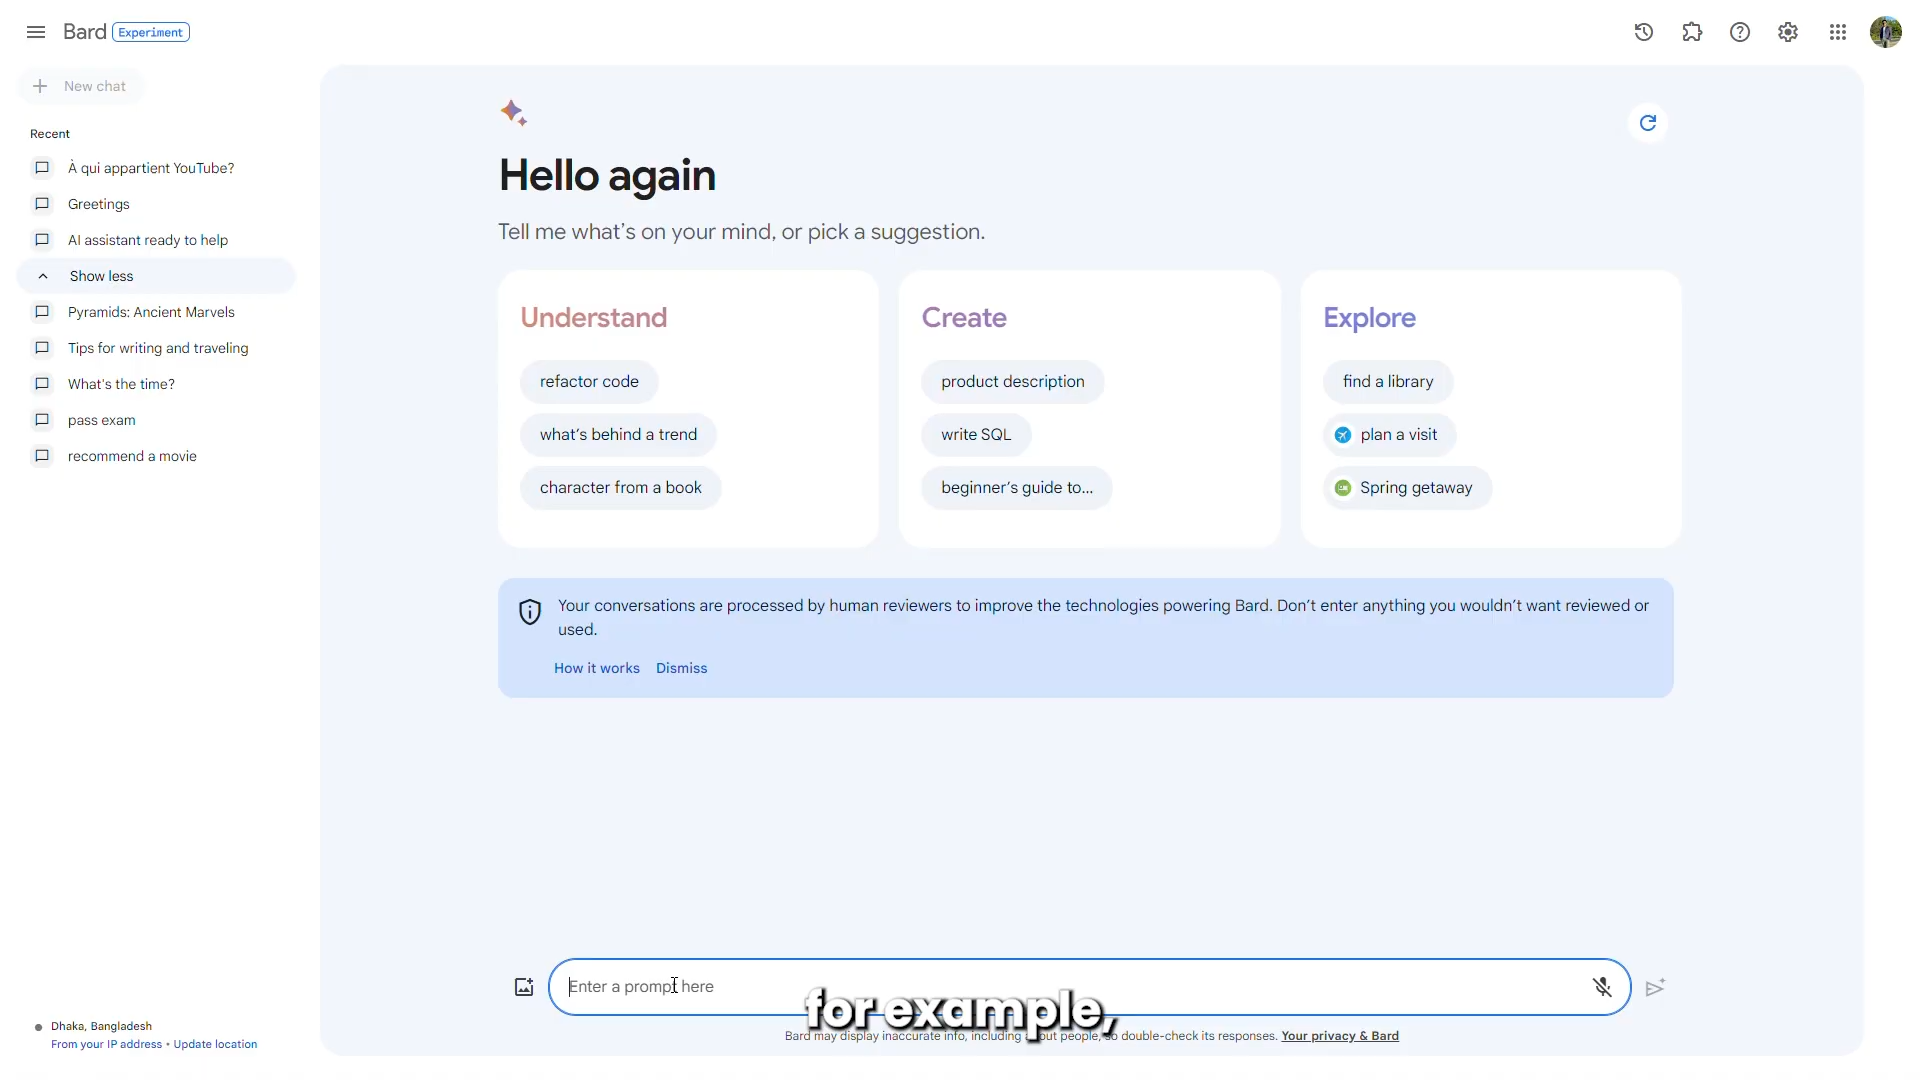 Bard Experiment
New chat
Recent
À qui appartient YouTube?
Greetings
AI assistant ready to help
Show less
Pyramids: Ancient Marvels
Tips for writing and traveling
What's the time?
pass exam
recommend a movie
Dhaka, Bangladesh
From your IP address • Update location
Hello again
Tell me what's on your mind, or pick a suggestion.
Understand
refactor code
what's behind a trend
character from a book
Create
product description
write SQL
beginner's guide to...
Explore
find a library
plan a visit
Spring getaway
Your conversations are processed by human reviewers to improve the technologies powering Bard. Don't enter anything you wouldn't want reviewed or
used.
How it works Dismiss
Enter a prompt here
for example,
Bard may display inaccurate info, including about people, so double-check its responses. Your privacy & Bard